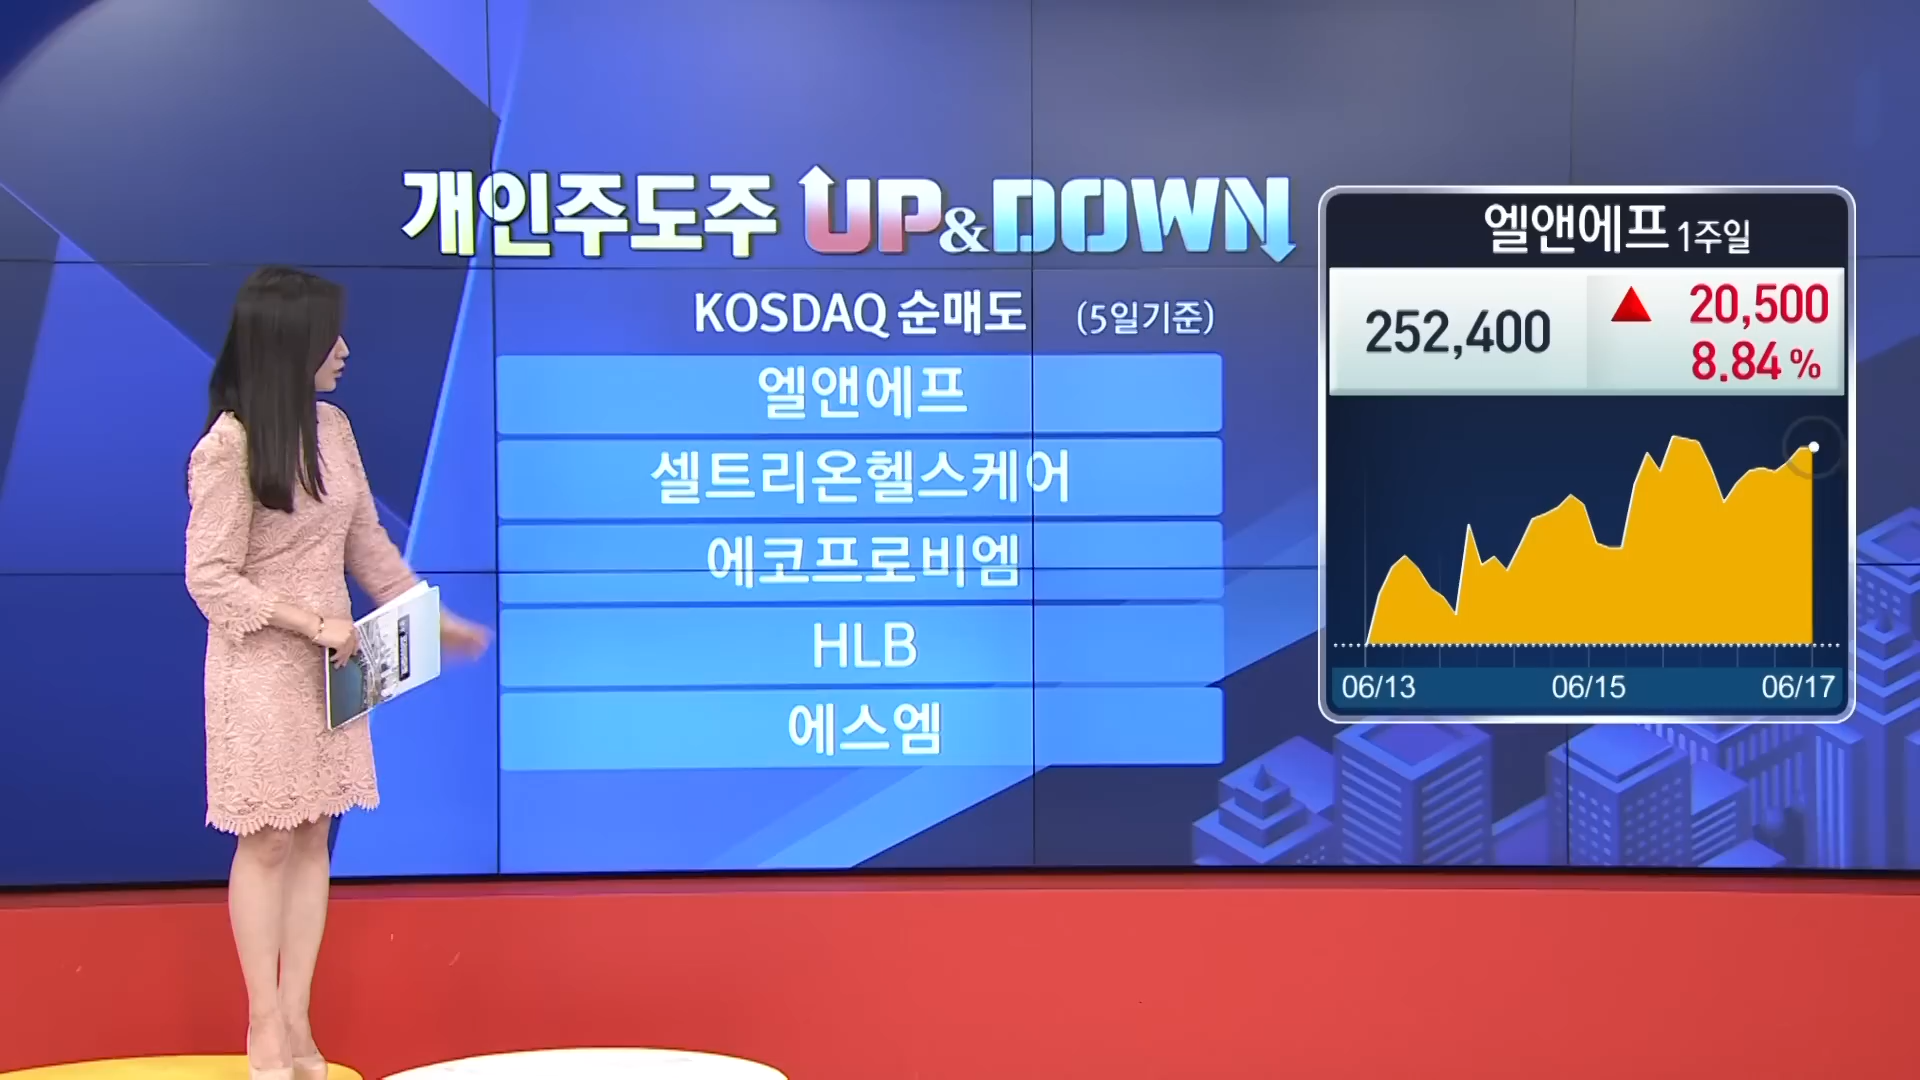 개인주도주 UP&DOWN
KOSDAQ 순매도 (5일기준)
엘앤에프
셀트리온헬스케어
에코프로비엠
HLB
에스엠
엘앤에프 1주일
252,400
▲ 20,500
8.84 %
06/13 06/15 06/17